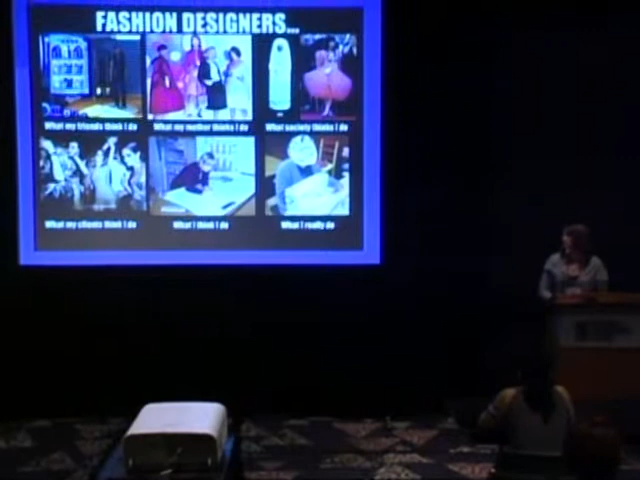 FASHION DESIGNERS...
What my friends think I do
What my mother thinks I do
What society thinks I do
What my clients think I do
What I think I do
What I really do